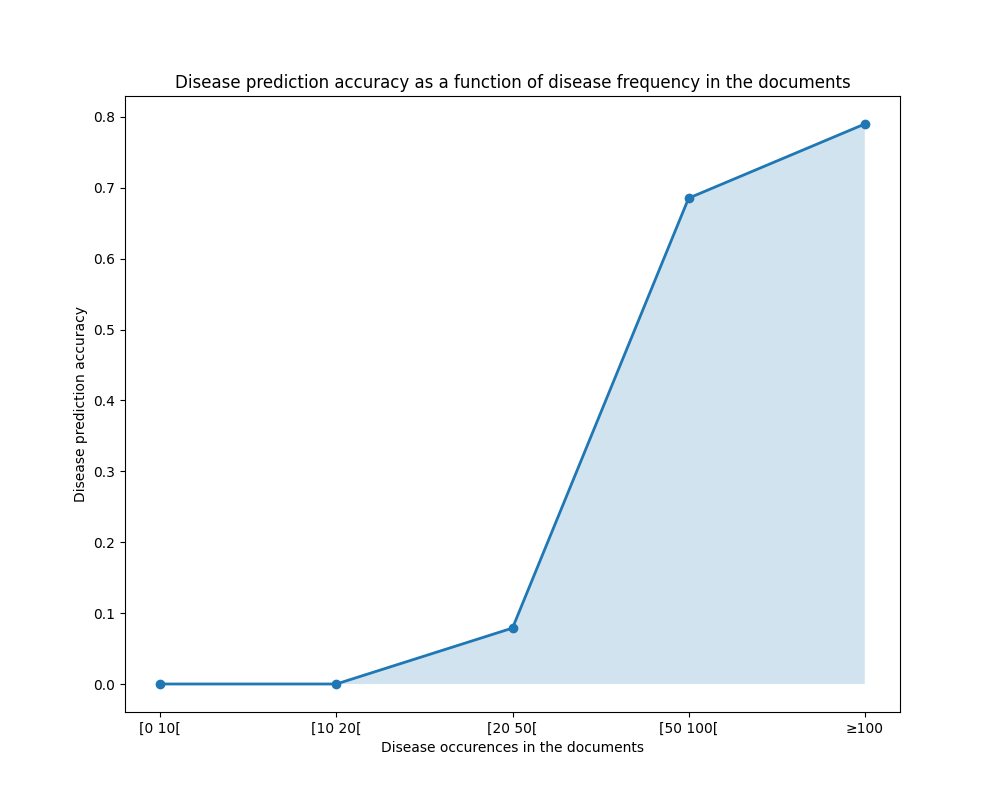 Disease prediction accuracy as a function of disease frequency in the documents
Disease prediction accuracy
0.8
0.7
0.6
0.5
0.4
0.3
0.2
0.1
0.0
[0 10[ [10 20[ [20 50[ [50 100[ ≥100
Disease occurences in the documents